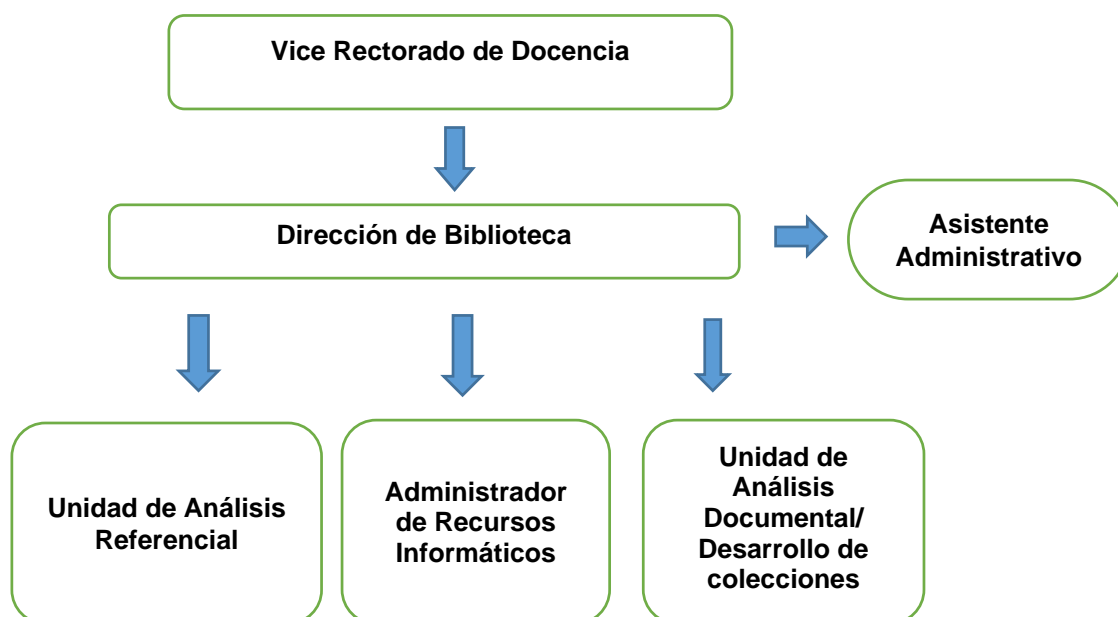 Vice Rectorado de Docencia
Dirección de Biblioteca
Asistente
Administrativo
Unidad de Análisis
Referencial
Administrador
de Recursos
Informáticos
Unidad de
Análisis
Documental/
Desarrollo de
colecciones